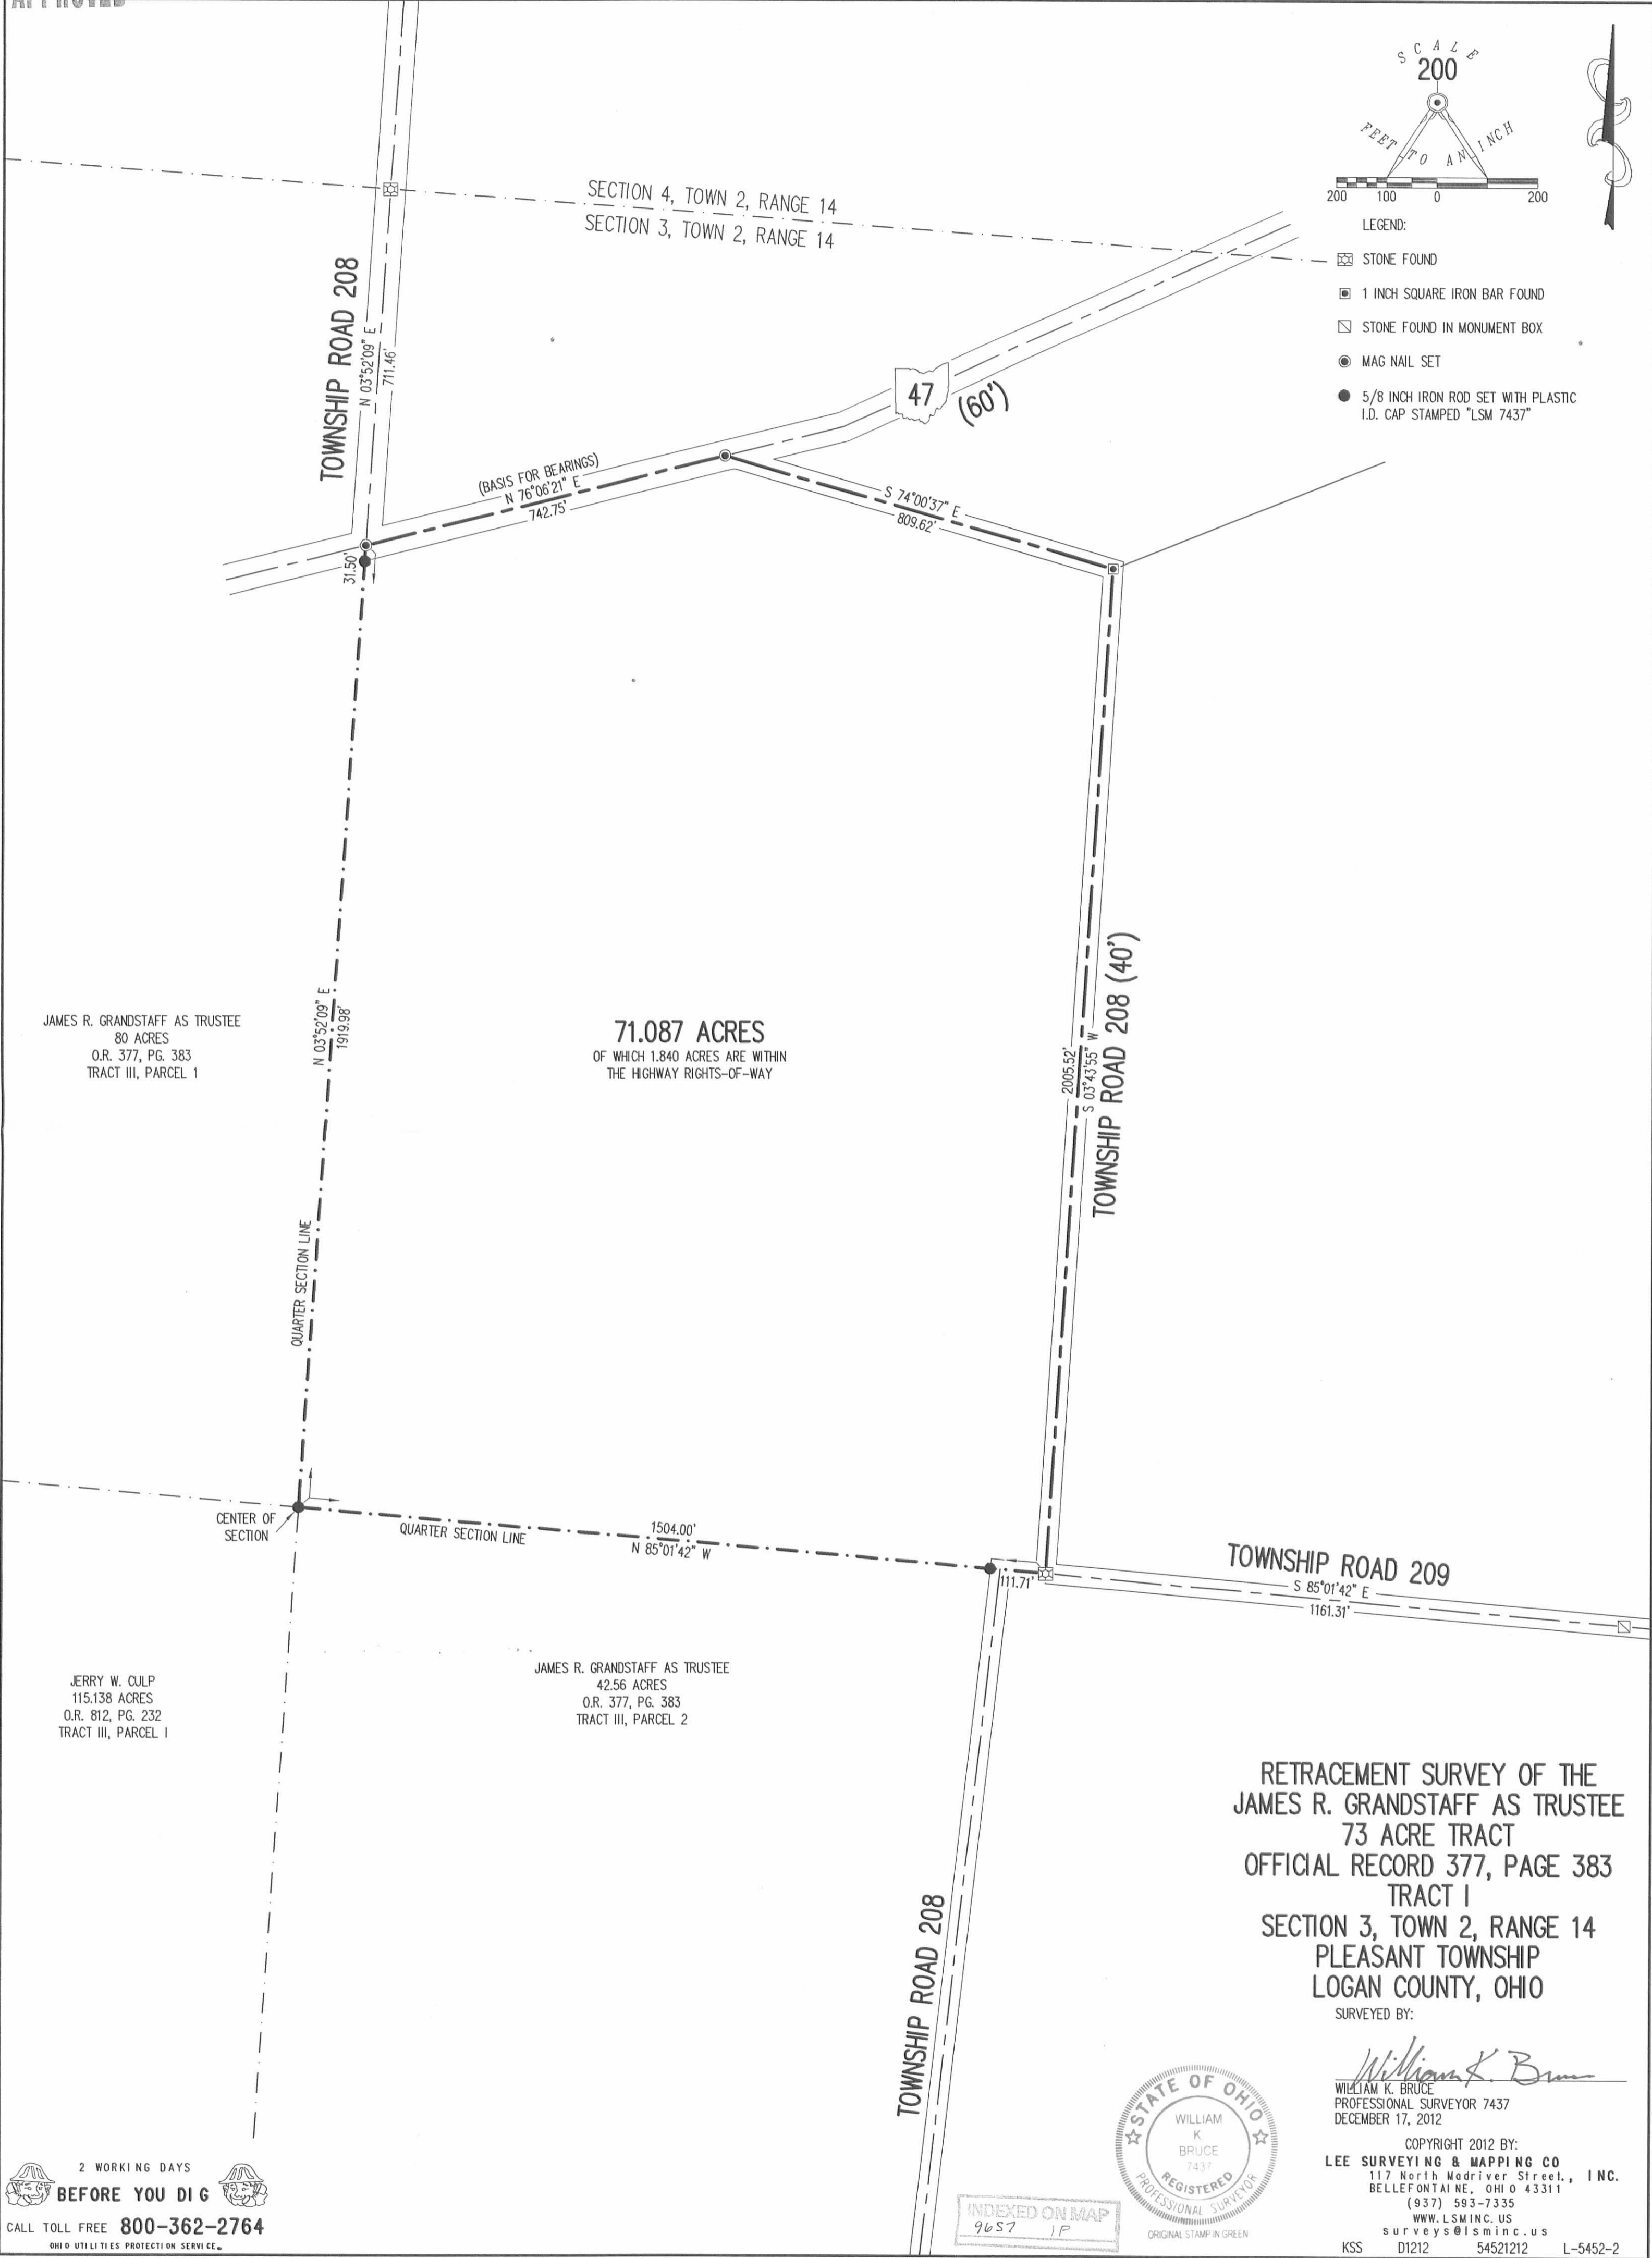 APPROVED
SCALE
200
FEET TO AN INCH
200 100 0 200
LEGEND:
STONE FOUND
1 INCH SQUARE IRON BAR FOUND
STONE FOUND IN MONUMENT BOX
MAG NAIL SET
5/8 INCH IRON ROD SET WITH PLASTIC
I.D. CAP STAMPED "LSM 7437"
SECTION 4, TOWN 2, RANGE 14
SECTION 3, TOWN 2, RANGE 14
TOWNSHIP ROAD 208
N 03°52'09" E
711.46'
47
(60')
(BASIS FOR BEARINGS)
N 76°06'21" E
742.75'
S 74°00'37" E
809.62'
31.50'
N 03°52'09" E
1919.98'
QUARTER SECTION LINE
JAMES R. GRANDSTAFF AS TRUSTEE
80 ACRES
O.R. 377, PG. 383
TRACT III, PARCEL 1
71.087 ACRES
OF WHICH 1.840 ACRES ARE WITHIN
THE HIGHWAY RIGHTS-OF-WAY
2005.52'
S 03°43'55" W
TOWNSHIP ROAD 208 (40')
CENTER OF
SECTION
QUARTER SECTION LINE
1504.00'
N 85°01'42" W
111.71'
TOWNSHIP ROAD 209
S 85°01'42" E
1161.31'
JERRY W. CULP
115.138 ACRES
O.R. 812, PG. 232
TRACT III, PARCEL I
JAMES R. GRANDSTAFF AS TRUSTEE
42.56 ACRES
O.R. 377, PG. 383
TRACT III, PARCEL 2
TOWNSHIP ROAD 208
RETRACEMENT SURVEY OF THE
JAMES R. GRANDSTAFF AS TRUSTEE
73 ACRE TRACT
OFFICIAL RECORD 377, PAGE 383
TRACT I
SECTION 3, TOWN 2, RANGE 14
PLEASANT TOWNSHIP
LOGAN COUNTY, OHIO
SURVEYED BY:
William K. Bruce
WILLIAM K. BRUCE
PROFESSIONAL SURVEYOR 7437
DECEMBER 17, 2012
COPYRIGHT 2012 BY:
LEE SURVEYING & MAPPING CO., INC.
117 North Madriver Street
BELLEFONTAINE, OHIO 43311
(937) 593-7335
WWW.LSMINC.US
surveys@lsminc.us
KSS D1212 54521212 L-5452-2
STATE OF OHIO
WILLIAM
K
BRUCE
7437
REGISTERED
PROFESSIONAL SURVEYOR
ORIGINAL STAMP IN GREEN
INDEXED ON MAP
9657 1P
2 WORKING DAYS
BEFORE YOU DIG
CALL TOLL FREE 800-362-2764
OHIO UTILITIES PROTECTION SERVICE.